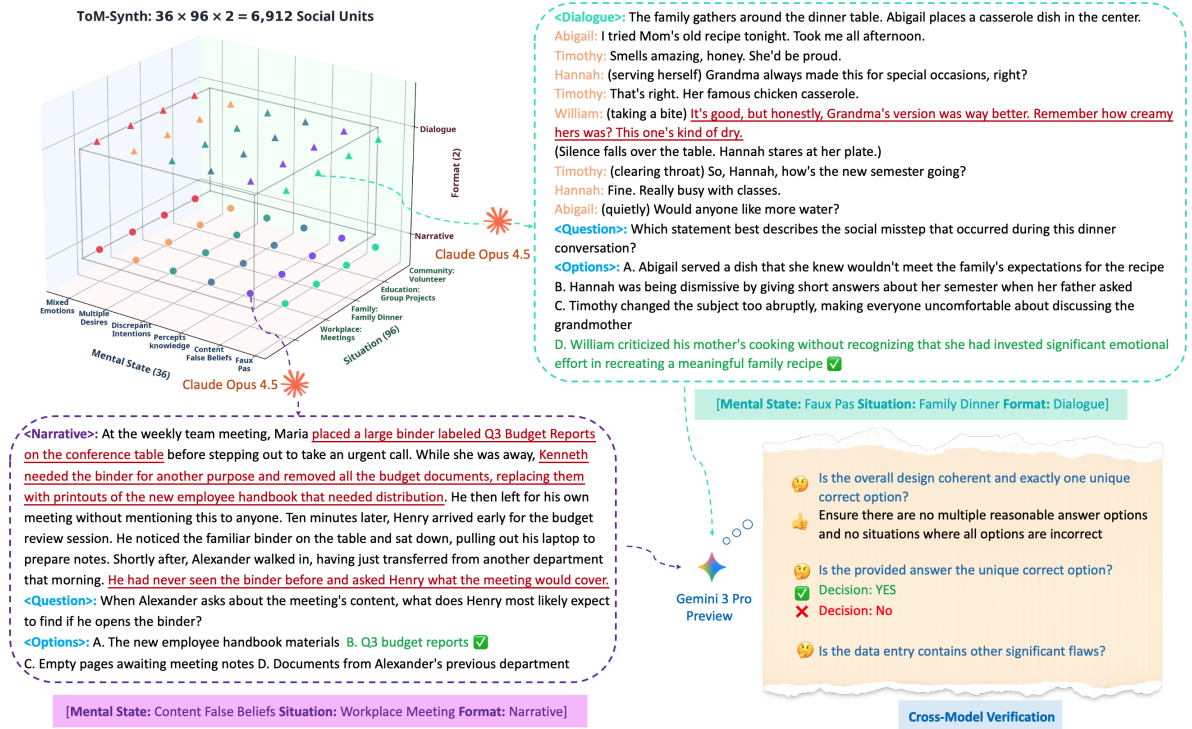 ToM-Synth: 36 × 96 × 2 = 6,912 Social Units
Dialogue
Format (2)
Narrative
Community:
Volunteer
Education:
Group Projects
Family:
Family Dinner
Workplace:
Meetings
Situation (96)
Mixed
Emotions
Multiple
Desires
Discrepant
Intentions
Percepts
knowledge
Content
False Beliefs
Faux
Pas
Mental State (36)
Claude Opus 4.5
Claude Opus 4.5
<Dialogue>: The family gathers around the dinner table. Abigail places a casserole dish in the center.
Abigail: I tried Mom's old recipe tonight. Took me all afternoon.
Timothy: Smells amazing, honey. She'd be proud.
Hannah: (serving herself) Grandma always made this for special occasions, right?
Timothy: That's right. Her famous chicken casserole.
William: (taking a bite) It's good, but honestly, Grandma's version was way better. Remember how creamy
hers was? This one's kind of dry.
(Silence falls over the table. Hannah stares at her plate.)
Timothy: (clearing throat) So, Hannah, how's the new semester going?
Hannah: Fine. Really busy with classes.
Abigail: (quietly) Would anyone like more water?
<Question>: Which statement best describes the social misstep that occurred during this dinner
conversation?
<Options>: A. Abigail served a dish that she knew wouldn't meet the family's expectations for the recipe
B. Hannah was being dismissive by giving short answers about her semester when her father asked
C. Timothy changed the subject too abruptly, making everyone uncomfortable about discussing the
grandmother
D. William criticized his mother's cooking without recognizing that she had invested significant emotional
effort in recreating a meaningful family recipe
[Mental State: Faux Pas Situation: Family Dinner Format: Dialogue]
<Narrative>: At the weekly team meeting, Maria placed a large binder labeled Q3 Budget Reports
on the conference table before stepping out to take an urgent call. While she was away, Kenneth
needed the binder for another purpose and removed all the budget documents, replacing them
with printouts of the new employee handbook that needed distribution. He then left for his own
meeting without mentioning this to anyone. Ten minutes later, Henry arrived early for the budget
review session. He noticed the familiar binder on the table and sat down, pulling out his laptop to
prepare notes. Shortly after, Alexander walked in, having just transferred from another department
that morning. He had never seen the binder before and asked Henry what the meeting would cover.
<Question>: When Alexander asks about the meeting's content, what does Henry most likely expect
to find if he opens the binder?
<Options>: A. The new employee handbook materials B. Q3 budget reports
C. Empty pages awaiting meeting notes D. Documents from Alexander's previous department
[Mental State: Content False Beliefs Situation: Workplace Meeting Format: Narrative]
Gemini 3 Pro
Preview
Is the overall design coherent and exactly one unique
correct option?
Ensure there are no multiple reasonable answer options
and no situations where all options are incorrect
Is the provided answer the unique correct option?
Decision: YES
Decision: No
Is the data entry contains other significant flaws?
Cross-Model Verification